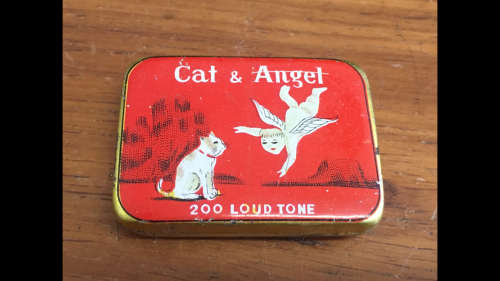 Cat & Angel
200 LOUD TONE